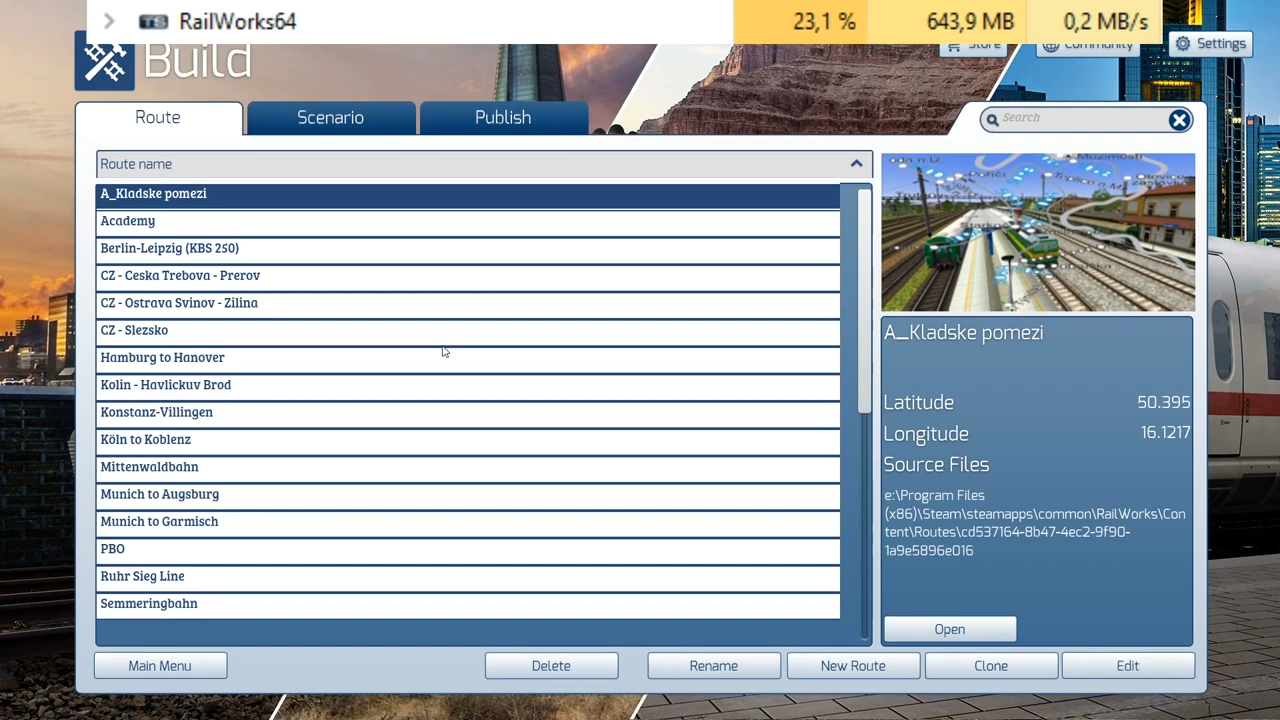 TS RailWorks64 23,1 % 643,9 MB 0,2 MB/s
Build Store Community Settings
Route Scenario Publish Search
Route name
A_Kladske pomezi
Academy
Berlin-Leipzig (KBS 250)
CZ - Ceska Trebova - Prerov
CZ - Ostrava Svinov - Zilina
CZ - Slezsko
Hamburg to Hanover
Kolin - Havlickuv Brod
Konstanz-Villingen
Köln to Koblenz
Mittenwaldbahn
Munich to Augsburg
Munich to Garmisch
PBO
Ruhr Sieg Line
Semmeringbahn
A_Kladske pomezi
Latitude 50.395
Longitude 16.1217
Source Files
e:\Program Files
(x86)\Steam\steamapps\common\RailWorks\Con
tent\Routes\cd537164-8b47-4ec2-9f90-
1a9e5896e016
Open
Main Menu Delete Rename New Route Clone Edit